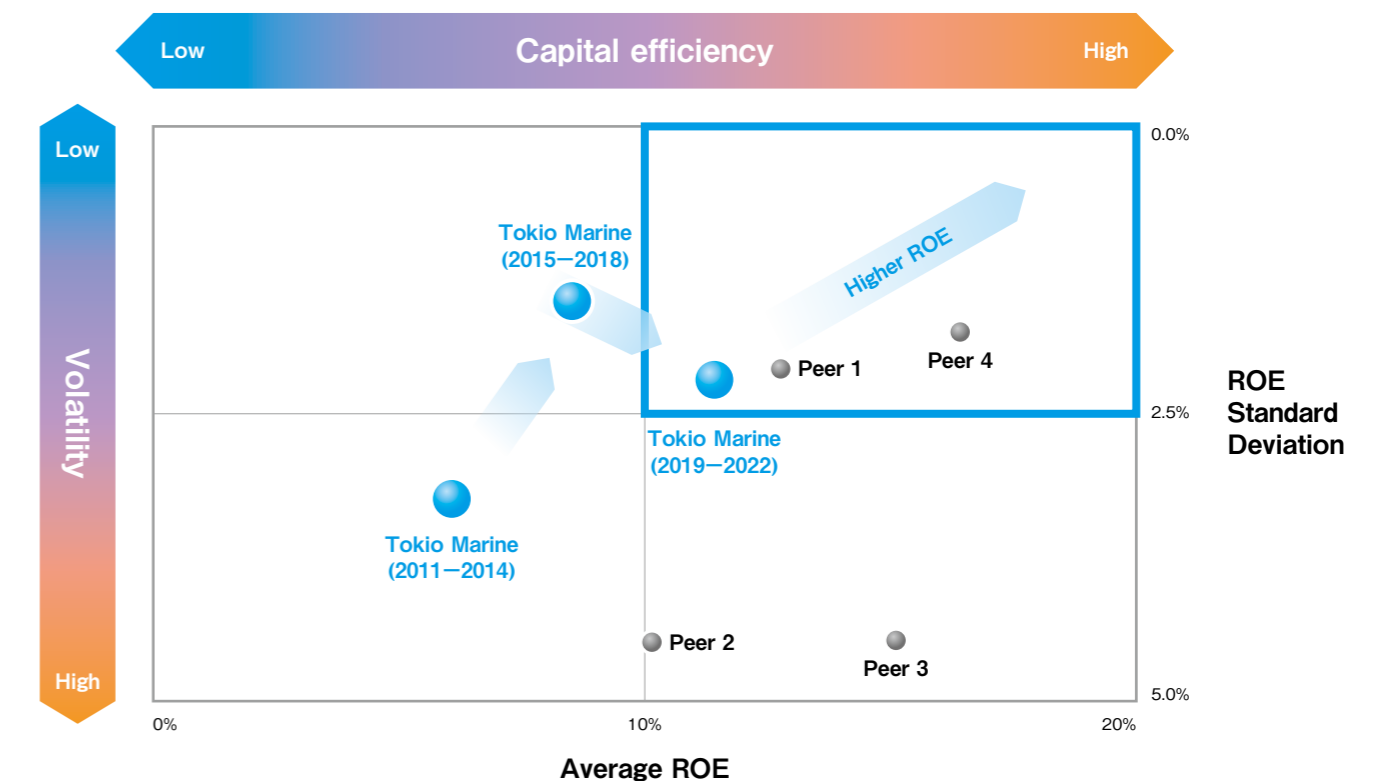 Low
Capital efficiency
High
Low
Volatility
High
0.0%
Tokio Marine
(2015—2018)
Higher ROE
Peer 1
Peer 4
ROE
Standard
Deviation
2.5%
Tokio Marine
(2019—2022)
Tokio Marine
(2011—2014)
Peer 2
Peer 3
5.0%
0%
10%
20%
Average ROE